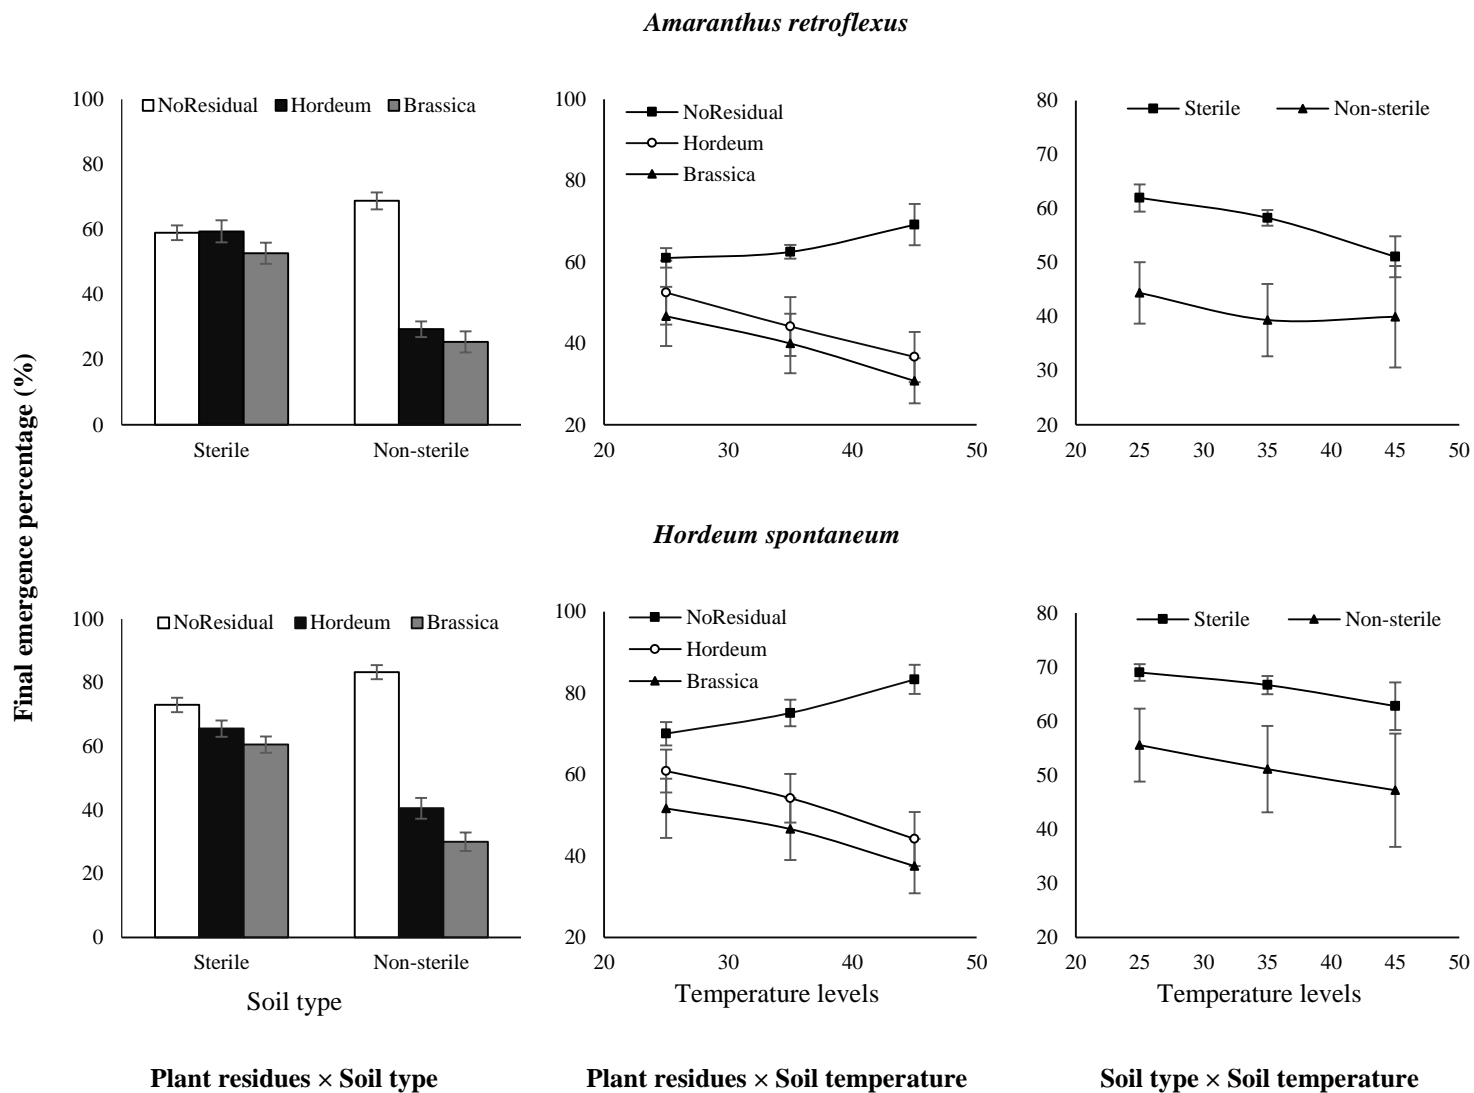 Amaranthus retroflexus
Final emergence percentage (%)
NoResidual Hordeum Brassica
100
80
60
40
20
0
Sterile Non-sterile
NoResidual
Hordeum
Brassica
100
80
60
40
20
20 30 40 50
Sterile Non-sterile
80
70
60
50
40
30
20
20 25 30 35 40 45 50
Hordeum spontaneum
NoResidual Hordeum Brassica
100
80
60
40
20
0
Sterile Non-sterile
Soil type
NoResidual
Hordeum
Brassica
100
80
60
40
20
20 30 40 50
Temperature levels
Sterile Non-sterile
80
70
60
50
40
30
20
20 25 30 35 40 45 50
Temperature levels
Plant residues × Soil type
Plant residues × Soil temperature
Soil type × Soil temperature